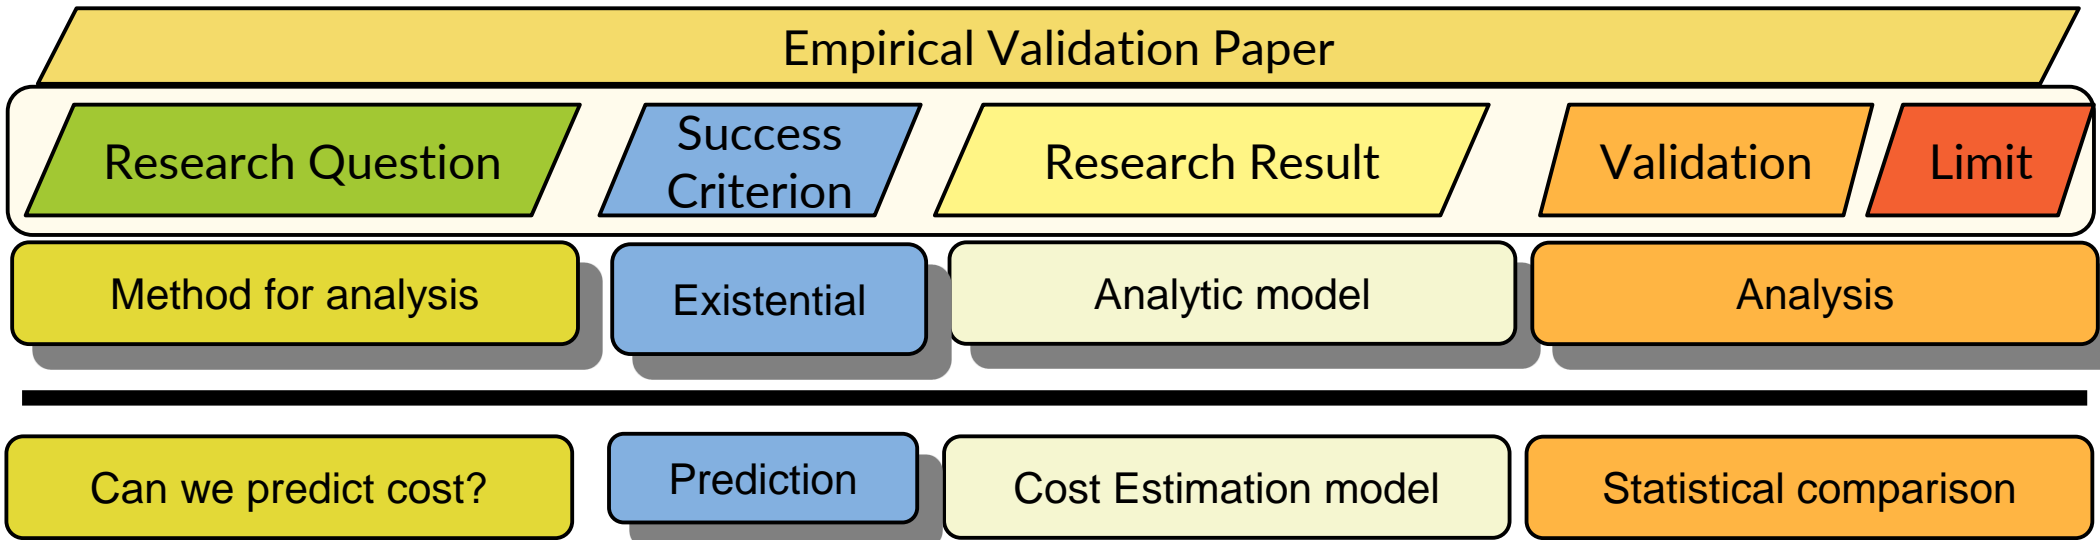 Empirical Validation Paper
Research Question
Success
Criterion
Research Result
Validation
Limit
Method for analysis
Existential
Analytic model
Analysis
Can we predict cost?
Prediction
Cost Estimation model
Statistical comparison